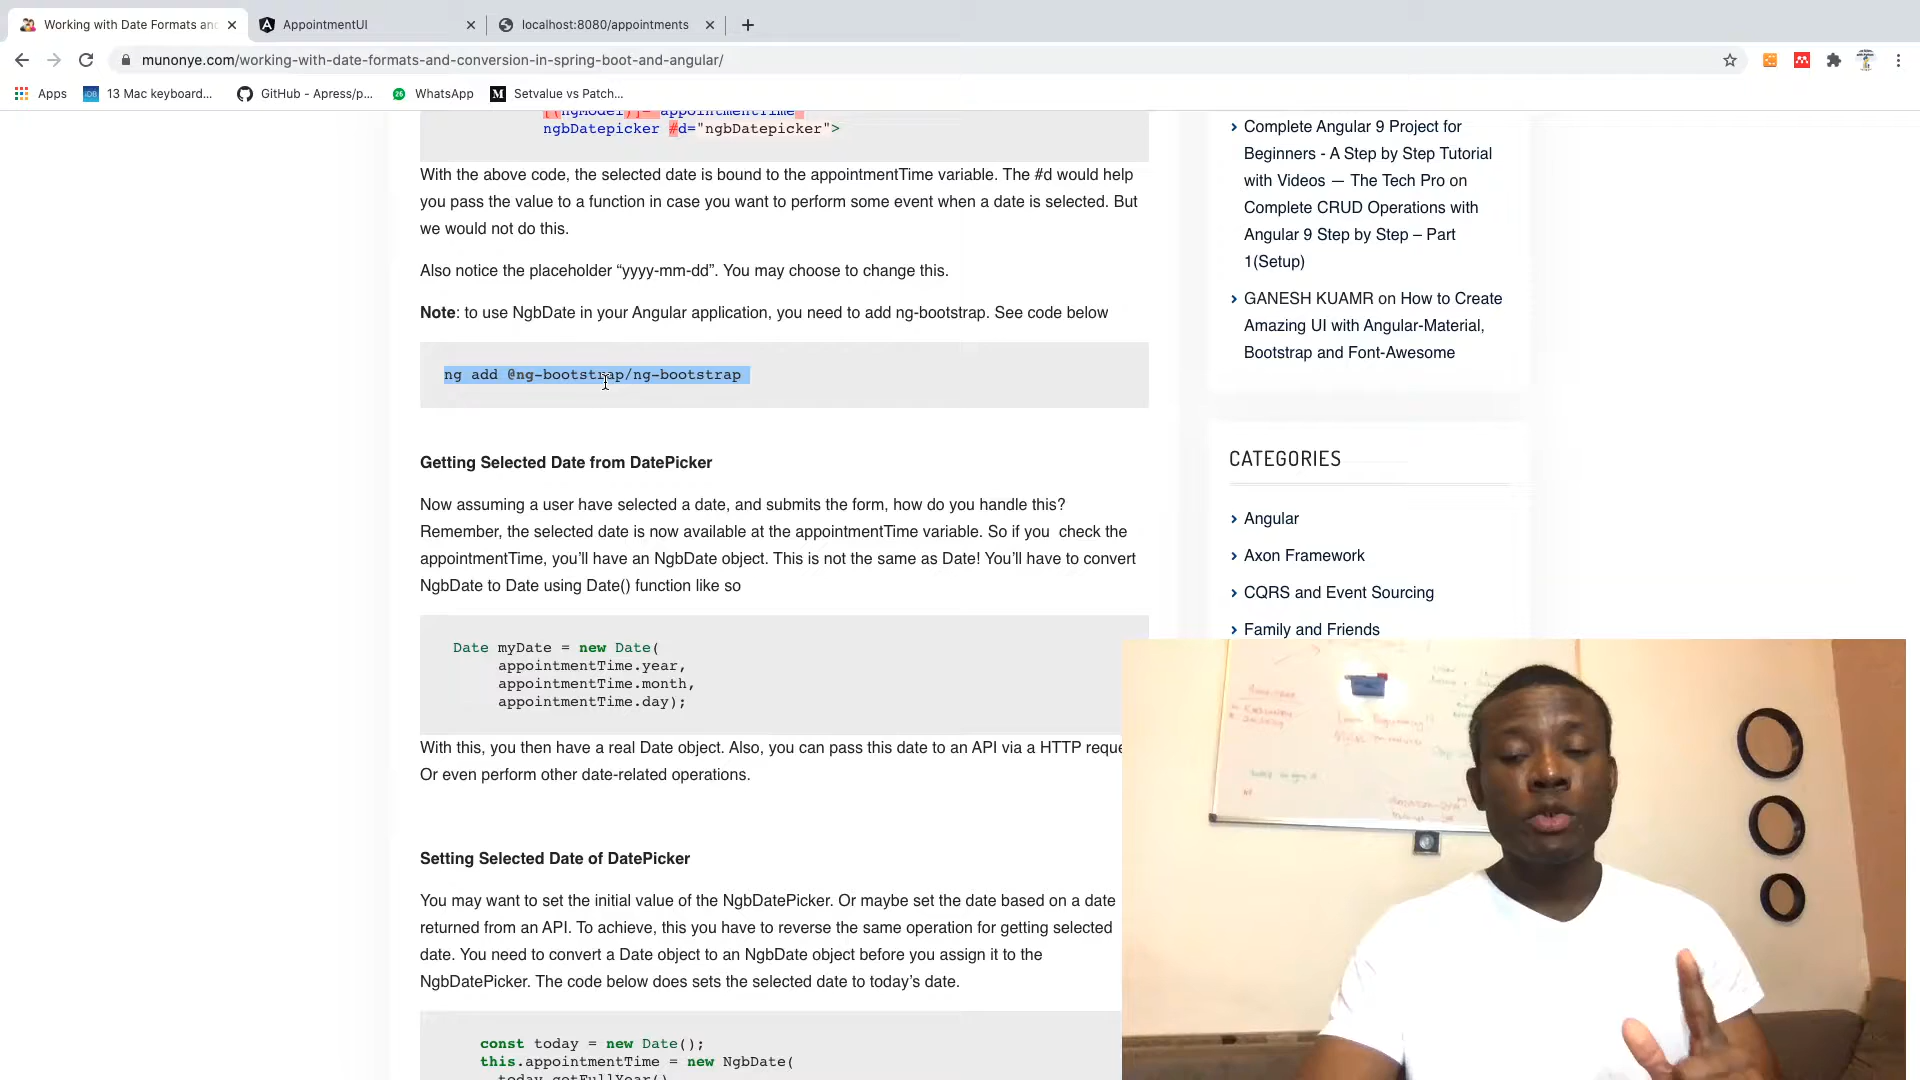 Working with Date Formats and
AppointmentUI
localhost:8080/appointments
munonye.com/working-with-date-formats-and-conversion-in-spring-boot-and-angular/
Apps
13 Mac keyboard...
GitHub - Apress/p...
WhatsApp
Setvalue vs Patch...
[(ngModel)]="appointmentTime"
ngbDatepicker #d="ngbDatepicker">
With the above code, the selected date is bound to the appointmentTime variable. The #d would help
you pass the value to a function in case you want to perform some event when a date is selected. But
we would not do this.
Also notice the placeholder “yyyy-mm-dd”. You may choose to change this.
Note: to use NgbDate in your Angular application, you need to add ng-bootstrap. See code below
ng add @ng-bootstrap/ng-bootstrap
Getting Selected Date from DatePicker
Now assuming a user have selected a date, and submits the form, how do you handle this?
Remember, the selected date is now available at the appointmentTime variable. So if you  check the
appointmentTime, you’ll have an NgbDate object. This is not the same as Date! You’ll have to convert
NgbDate to Date using Date() function like so
Date myDate = new Date(
appointmentTime.year,
appointmentTime.month,
appointmentTime.day);
With this, you then have a real Date object. Also, you can pass this date to an API via a HTTP reque
Or even perform other date-related operations.
Setting Selected Date of DatePicker
You may want to set the initial value of the NgbDatePicker. Or maybe set the date based on a date
returned from an API. To achieve, this you have to reverse the same operation for getting selected
date. You need to convert a Date object to an NgbDate object before you assign it to the
NgbDatePicker. The code below does sets the selected date to today’s date.
const today = new Date();
this.appointmentTime = new NgbDate(
today.getFullYear()
Complete Angular 9 Project for
Beginners - A Step by Step Tutorial
with Videos — The Tech Pro on
Complete CRUD Operations with
Angular 9 Step by Step – Part
1(Setup)
GANESH KUAMR on How to Create
Amazing UI with Angular-Material,
Bootstrap and Font-Awesome
CATEGORIES
Angular
Axon Framework
CQRS and Event Sourcing
Family and Friends